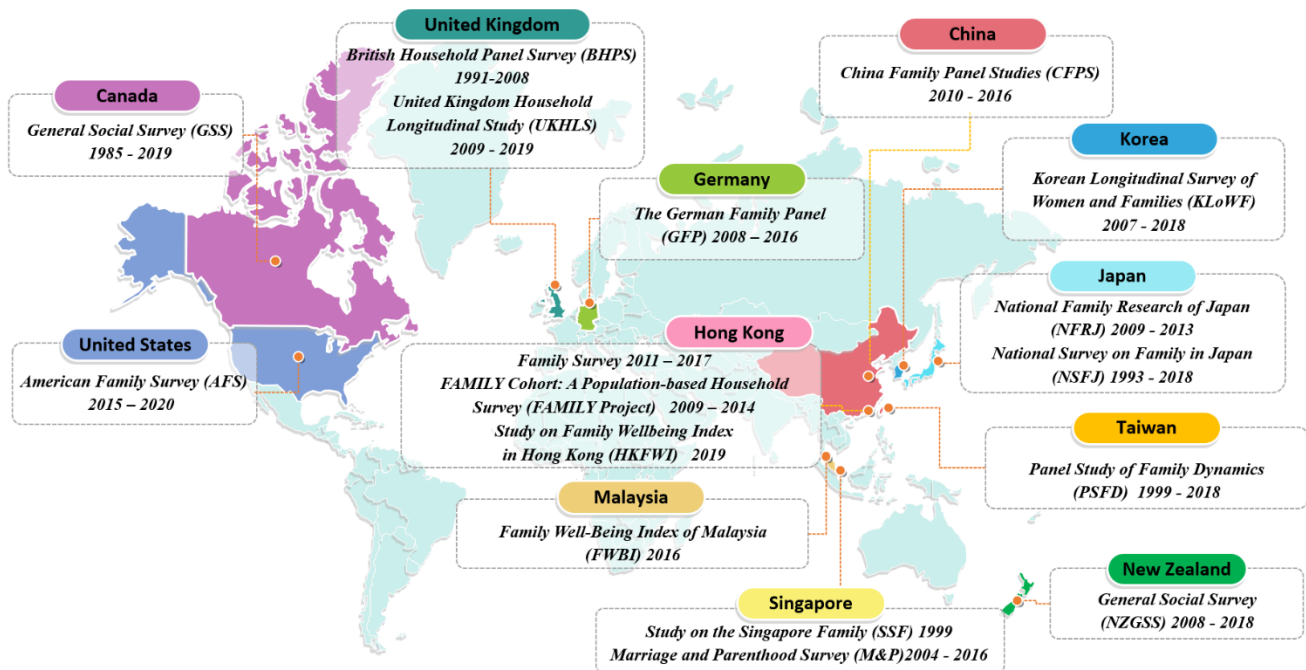 United Kingdom
British Household Panel Survey (BHPS)
1991-2008
United Kingdom Household
Longitudinal Study (UKHLS)
2009 - 2019
China
China Family Panel Studies (CFPS)
2010 - 2016
Canada
General Social Survey (GSS)
1985 - 2019
Korea
Korean Longitudinal Survey of
Women and Families (KLoWF)
2007 - 2018
Germany
The German Family Panel
(GFP) 2008 – 2016
Japan
National Family Research of Japan
(NFRJ) 2009 - 2013
National Survey on Family in Japan
(NSFJ) 1993 - 2018
United States
American Family Survey (AFS)
2015 – 2020
Hong Kong
Family Survey 2011 – 2017
FAMILY Cohort: A Population-based Household
Survey (FAMILY Project) 2009 – 2014
Study on Family Wellbeing Index
in Hong Kong (HKFWI) 2019
Taiwan
Panel Study of Family Dynamics
(PSFD) 1999 - 2018
Malaysia
Family Well-Being Index of Malaysia
(FWBI) 2016
New Zealand
General Social Survey
(NZGSS) 2008 - 2018
Singapore
Study on the Singapore Family (SSF) 1999
Marriage and Parenthood Survey (M&P)2004 - 2016